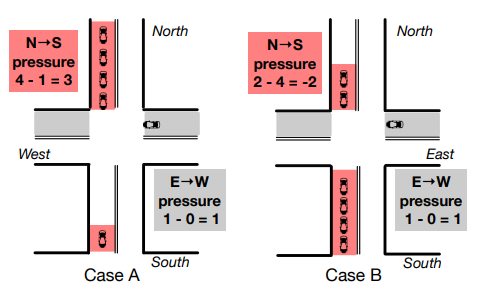 North
N→S
pressure
4 - 1 = 3
West
E→W
pressure
1 - 0 = 1
South
Case A
North
N→S
pressure
2 - 4 = -2
East
E→W
pressure
1 - 0 = 1
South
Case B